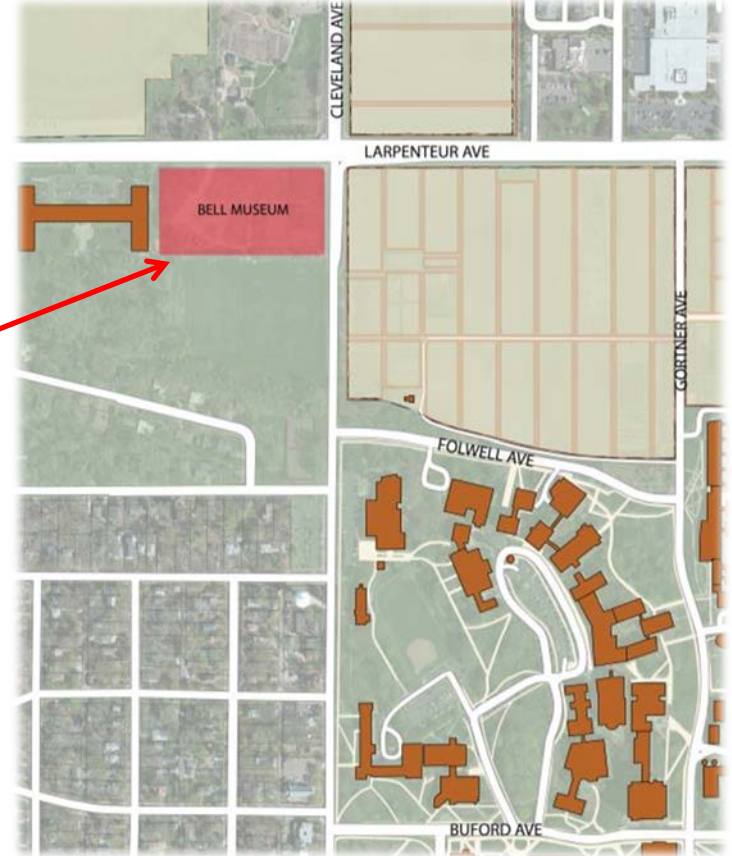 CLEVELAND AVE
LARPENTEUR AVE
BELL MUSEUM
GORTNER AVE
FOLWELL AVE
BUFORD AVE